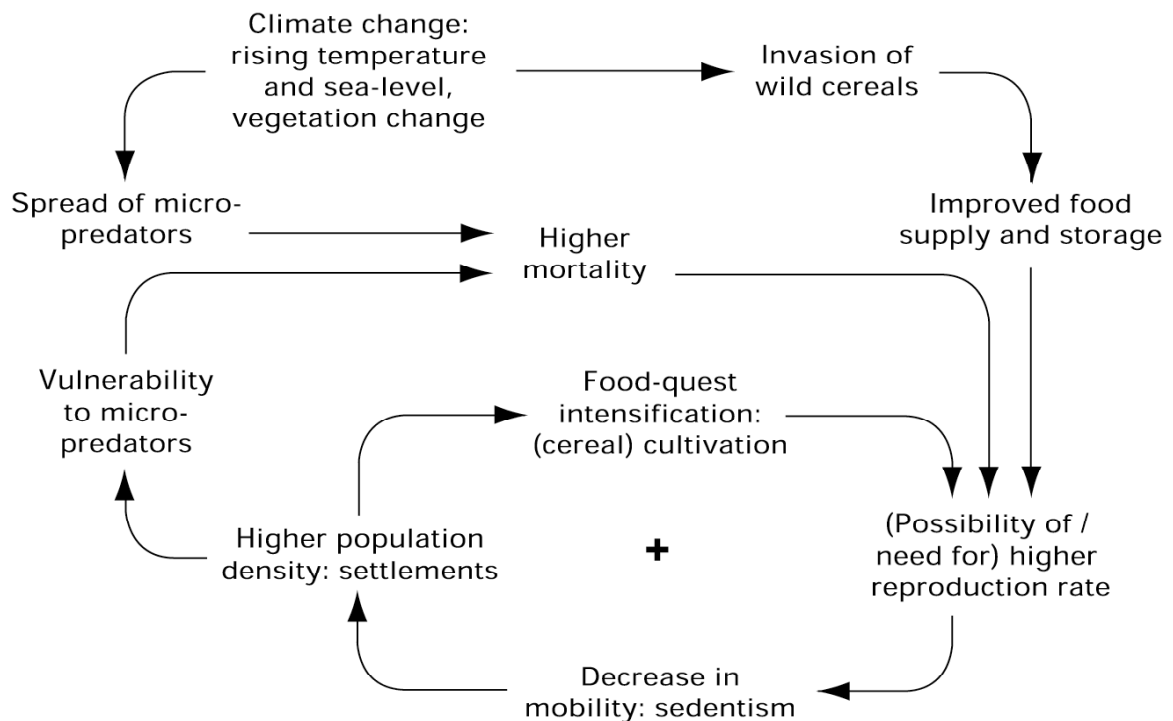 Climate change:
rising temperature
and sea-level,
vegetation change
Invasion of
wild cereals
Spread of micro-
predators
Higher
mortality
Improved food
supply and storage
Vulnerability
to micro-
predators
Food-quest
intensification:
(cereal) cultivation
Higher population
density: settlements
+
(Possibility of /
need for) higher
reproduction rate
Decrease in
mobility: sedentism